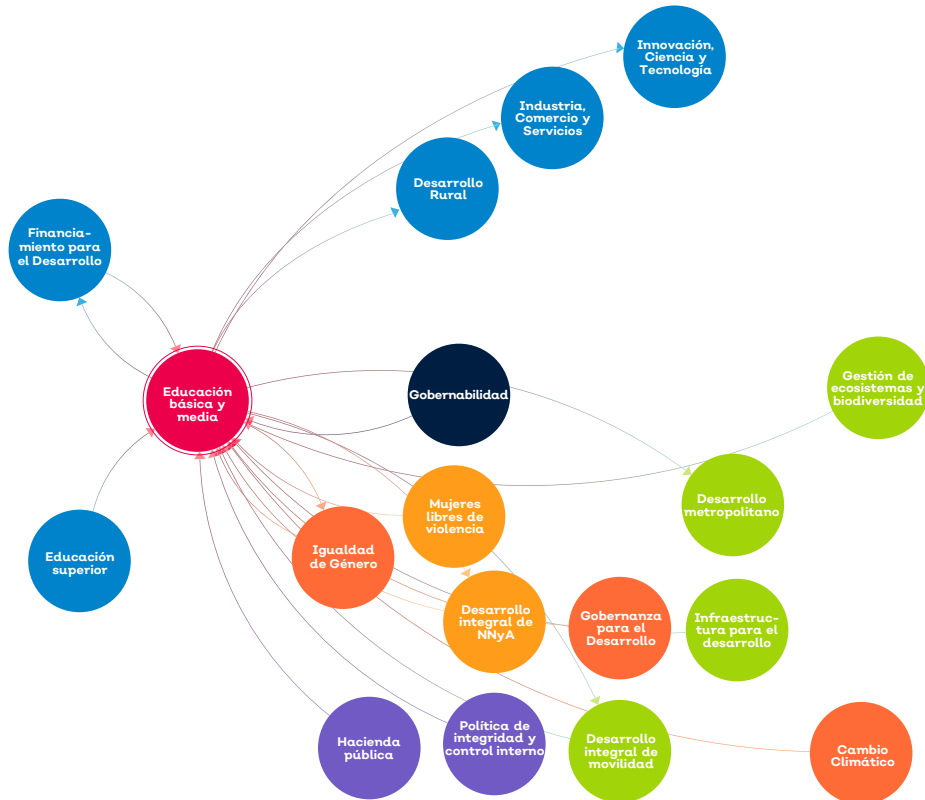 Innovación,
Ciencia y
Tecnología
Industria,
Comercio y
Servicios
Desarrollo
Rural
Financia-
miento para
el Desarrollo
Educación
básica y
media
Gobernabilidad
Gestión de
ecosistemas y
biodiversidad
Mujeres
libres de
violencia
Desarrollo
metropolitano
Igualdad
de Género
Educación
superior
Desarrollo
integral de
NNyA
Gobernanza
para el
Desarrollo
Infraestruc-
tura para el
desarrollo
Hacienda
pública
Política de
integridad y
control interno
Desarrollo
integral de
movilidad
Cambio
Climático